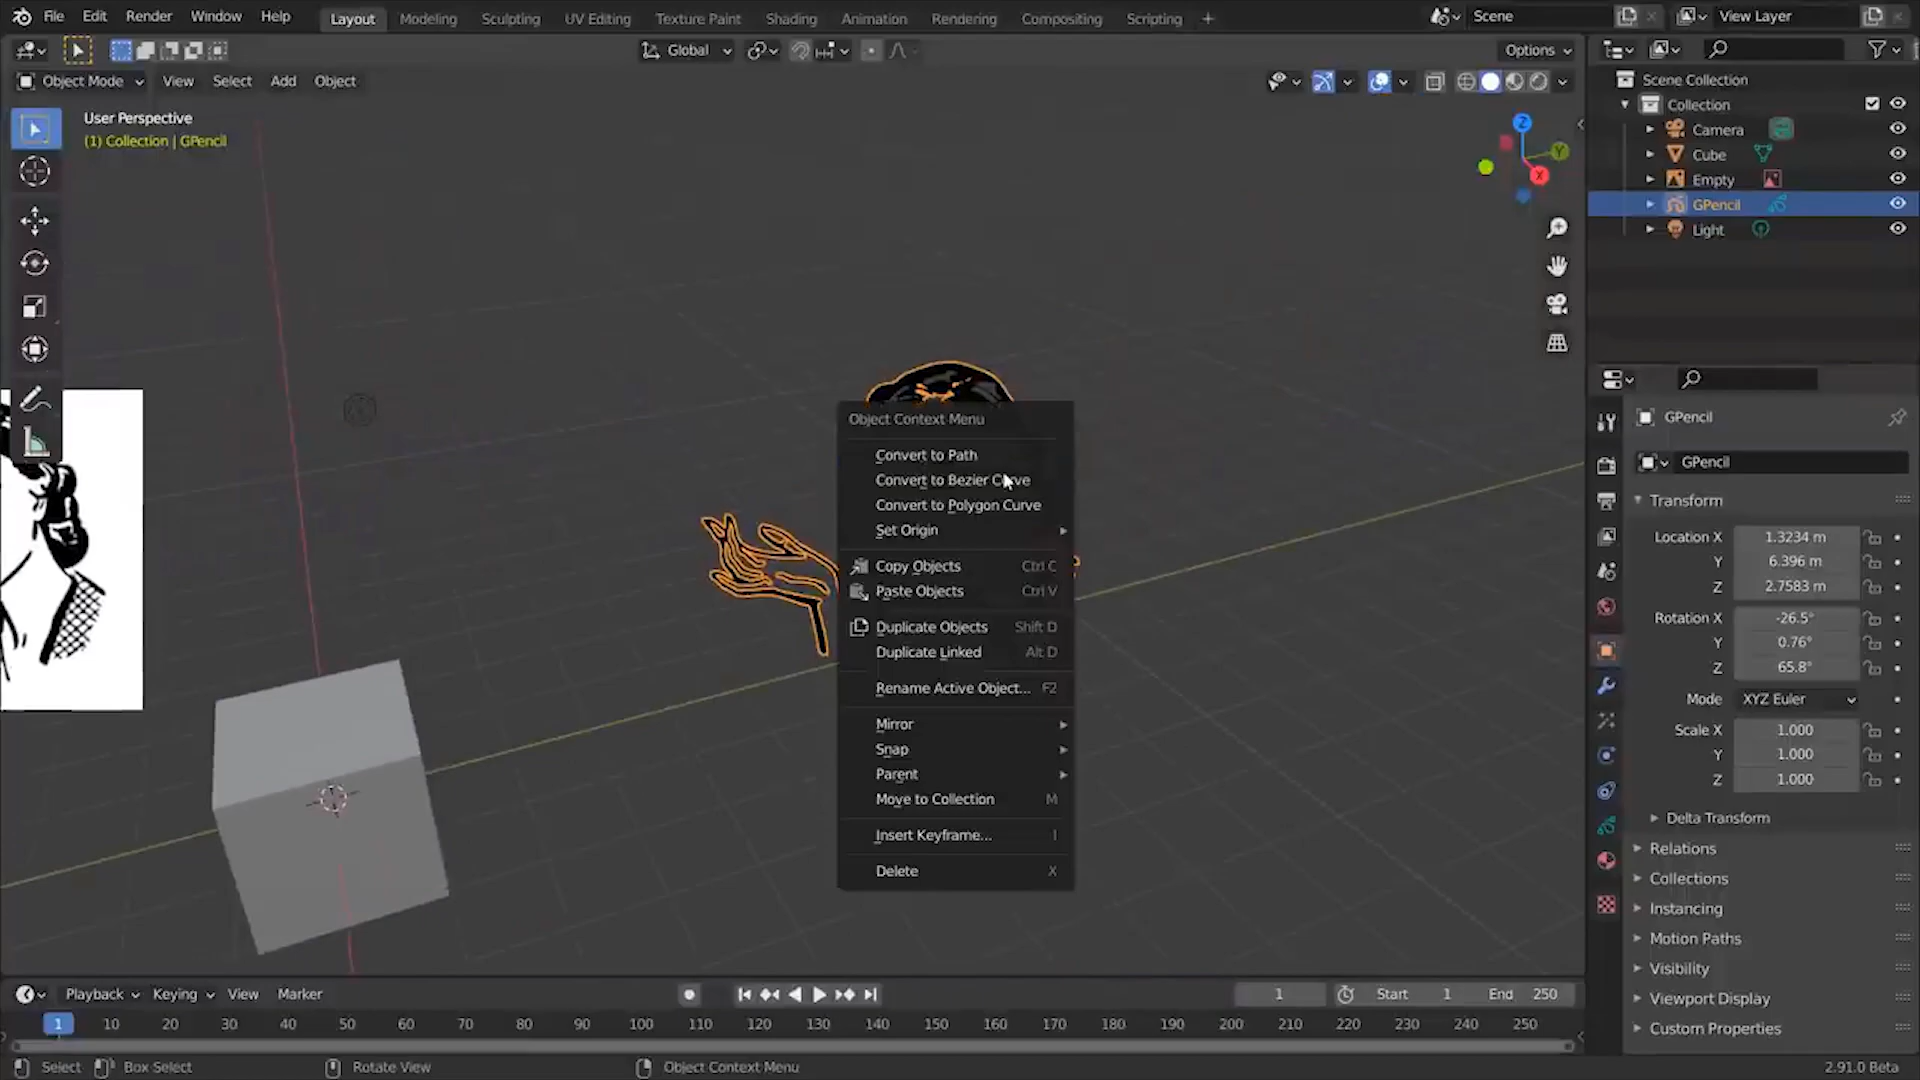 File Edit Render Window Help Layout Modeling Sculpting UV Editing Texture Paint Shading Animation Rendering Compositing Scripting + Scene View Layer
Global Options
Object Mode View Select Add Object
User Perspective
(1) Collection | GPencil
Z
Y
X
Scene Collection
Collection
Camera
Cube
Empty
GPencil
Light
Object Context Menu
Convert to Path
Convert to Bezier Curve
Convert to Polygon Curve
Set Origin
Copy Objects Ctrl C
Paste Objects Ctrl V
Duplicate Objects Shift D
Duplicate Linked Alt D
Rename Active Object... F2
Mirror
Snap
Parent
Move to Collection M
Insert Keyframe... I
Delete X
GPencil
GPencil
Transform
Location X 1.3234 m
Y 6.396 m
Z 2.7583 m
Rotation X -26.5°
Y 0.76°
Z 65.8°
Mode XYZ Euler
Scale X 1.000
Y 1.000
Z 1.000
Delta Transform
Relations
Collections
Instancing
Motion Paths
Visibility
Viewport Display
Custom Properties
Playback Keying View Marker 1 Start 1 End 250
1 10 20 30 40 50 60 70 80 90 100 110 120 130 140 150 160 170 180 190 200 210 220 230 240 250
Select Box Select Rotate View Object Context Menu 2.91.0 Beta